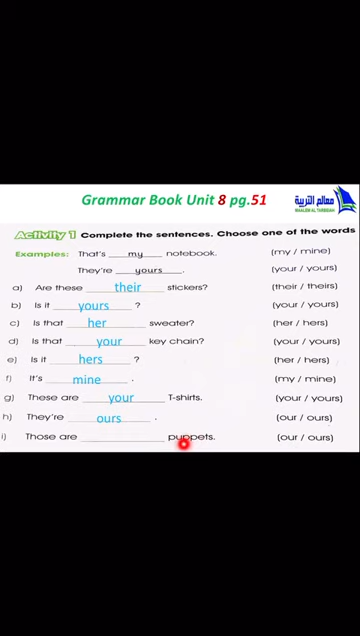 Grammar Book Unit 8 pg.51
معالم التربية
MAALEM AL TARBEIAH
Activity 1 Complete the sentences. Choose one of the words
Examples: That's my notebook. (my / mine)
They're yours. (your / yours)
a) Are these their stickers? (their / theirs)
b) Is it yours ? (your / yours)
c) Is that her sweater? (her / hers)
d) Is that your key chain? (your / yours)
e) Is it hers ? (her / hers)
f) It's mine . (my / mine)
g) These are your T-shirts. (your / yours)
h) They're ours . (our / ours)
i) Those are puppets. (our / ours)